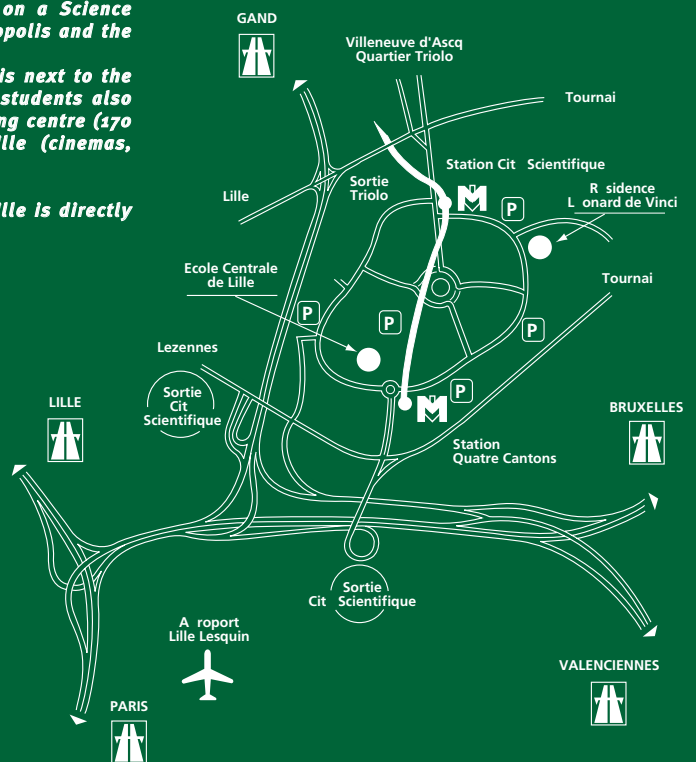 on a Science
opolis and the
is next to the
students also
ng centre (170
lle (cinemas,
ille is directly
GAND
Villeneuve d'Ascq
Quartier Triolo
Tournai
Station Cit Scientifique
Sortie
Triolo
R sidence
L onard de Vinci
Lille
P
M
Ecole Centrale
de Lille
Tournai
P
P
P
Lezennes
Sortie
Cit
Scientifique
P
M
LILLE
BRUXELLES
Station
Quatre Cantons
Sortie
Cit Scientifique
A roport
Lille Lesquin
VALENCIENNES
PARIS